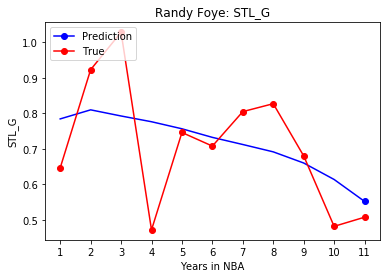 Randy Foye: STL_G
Prediction
True
STL_G
1.0
0.9
0.8
0.7
0.6
0.5
1 2 3 4 5 6 7 8 9 10 11
Years in NBA